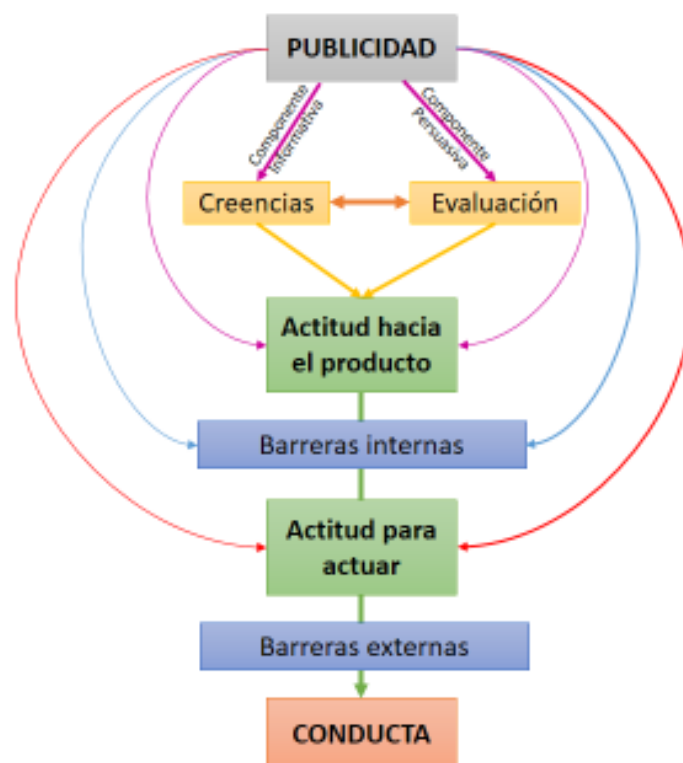 PUBLICIDAD
Componente
Informativa
Componente
Persuasiva
Creencias
Evaluación
Actitud hacia
el producto
Barreras internas
Actitud para
actuar
Barreras externas
CONDUCTA